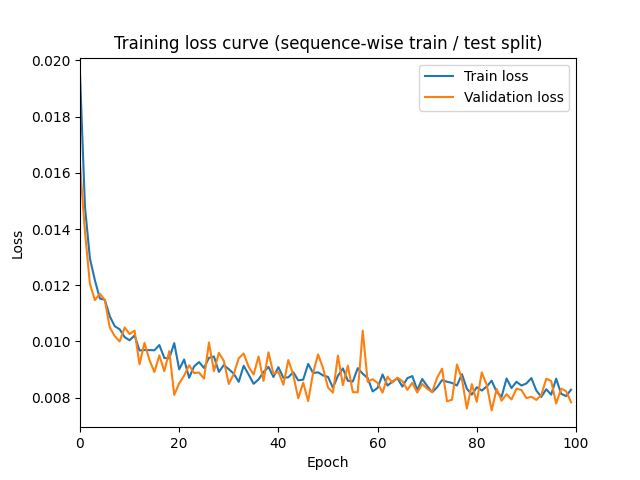 Training loss curve (sequence-wise train / test split)
Train loss
Validation loss
Loss
0.020
0.018
0.016
0.014
0.012
0.010
0.008
0
20
40
60
80
100
Epoch